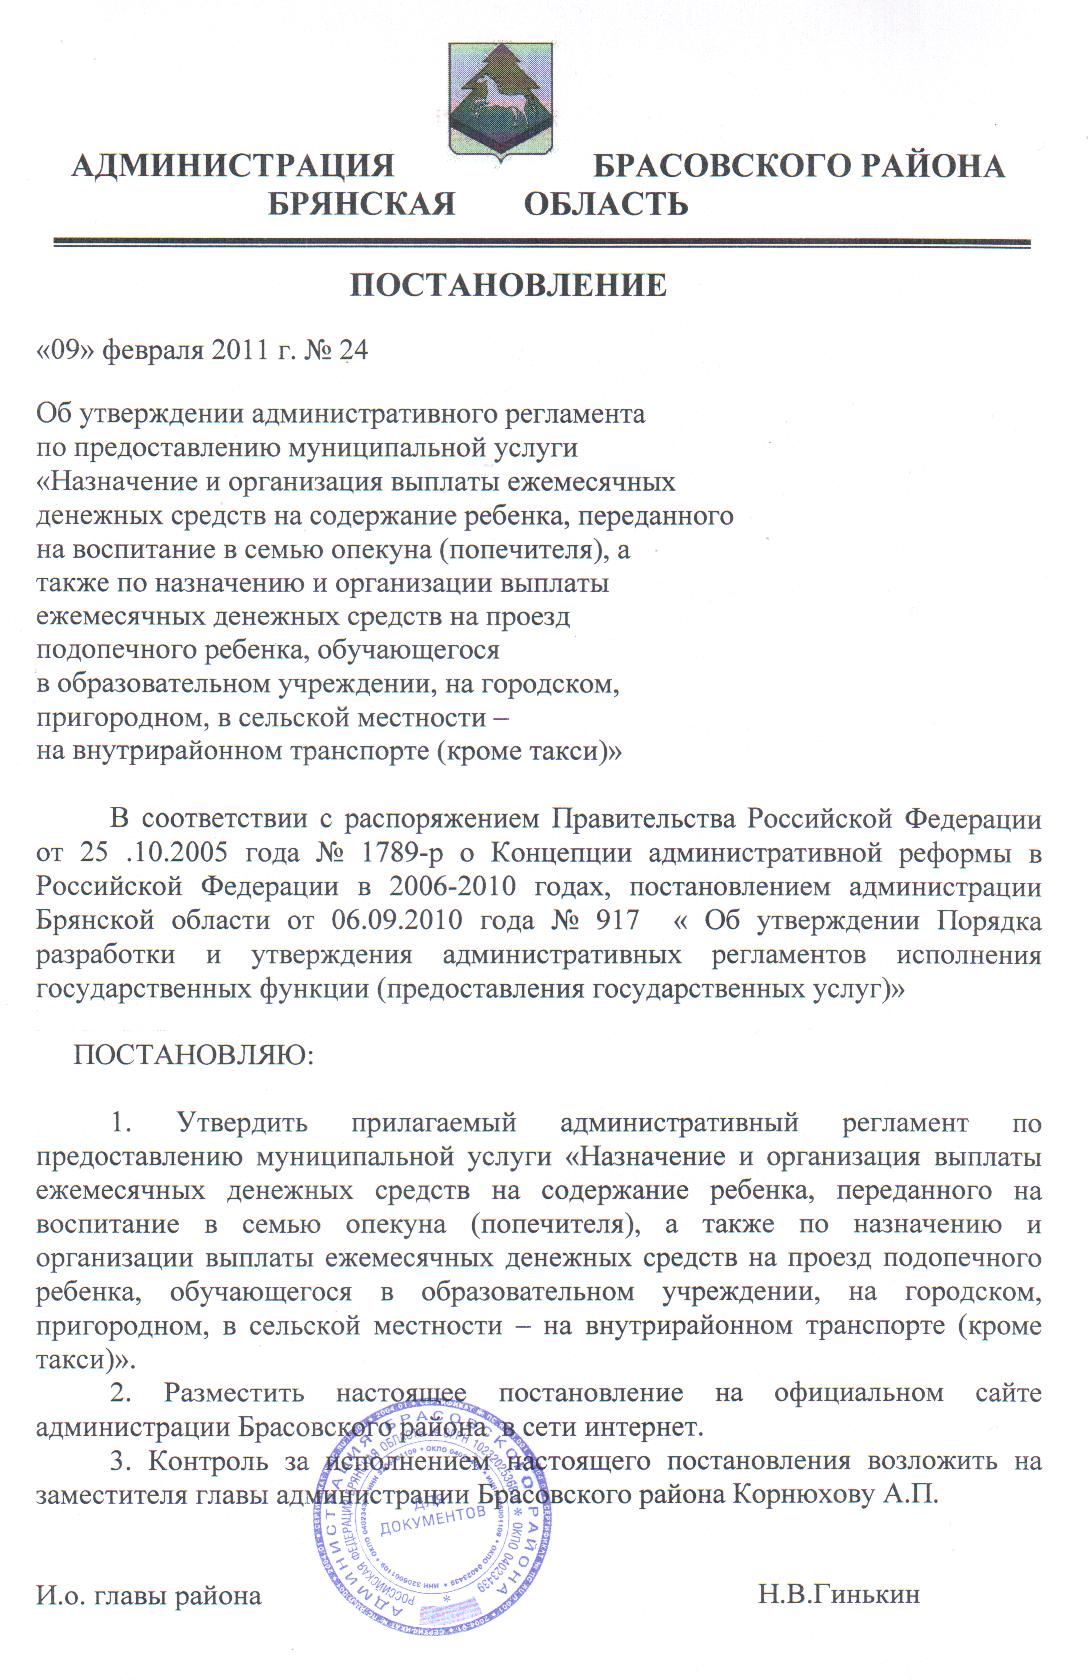 АДМИНИСТРАЦИЯ БРАСОВСКОГО РАЙОНА
БРЯНСКАЯ ОБЛАСТЬ
ПОСТАНОВЛЕНИЕ
«09» февраля 2011 г. № 24
Об утверждении административного регламента
по предоставлению муниципальной услуги
«Назначение и организация выплаты ежемесячных
денежных средств на содержание ребенка, переданного
на воспитание в семью опекуна (попечителя), а
также по назначению и организации выплаты
ежемесячных денежных средств на проезд
подопечного ребенка, обучающегося
в образовательном учреждении, на городском,
пригородном, в сельской местности –
на внутрирайонном транспорте (кроме такси)»
В соответствии с распоряжением Правительства Российской Федерации
от 25 .10.2005 года № 1789-р о Концепции административной реформы в
Российской Федерации в 2006-2010 годах, постановлением администрации
Брянской области от 06.09.2010 года № 917 « Об утверждении Порядка
разработки и утверждения административных регламентов исполнения
государственных функции (предоставления государственных услуг)»
ПОСТАНОВЛЯЮ:
1. Утвердить прилагаемый административный регламент по
предоставлению муниципальной услуги «Назначение и организация выплаты
ежемесячных денежных средств на содержание ребенка, переданного на
воспитание в семью опекуна (попечителя), а также по назначению и
организации выплаты ежемесячных денежных средств на проезд подопечного
ребенка, обучающегося в образовательном учреждении, на городском,
пригородном, в сельской местности – на внутрирайонном транспорте (кроме
такси)».
2. Разместить настоящее постановление на официальном сайте
администрации Брасовского района в сети интернет.
3. Контроль за исполнением настоящего постановления возложить на
заместителя главы администрации Брасовского района Корнюхову А.П.
АДМИНИСТРАЦИЯ БРАСОВСКОГО РАЙОНА
РОССИЙСКАЯ ФЕДЕРАЦИЯ БРЯНСКАЯ ОБЛАСТЬ
ОКПО 04023439
ДЛЯ
ДОКУМЕНТОВ
И.о. главы района Н.В.Гинькин